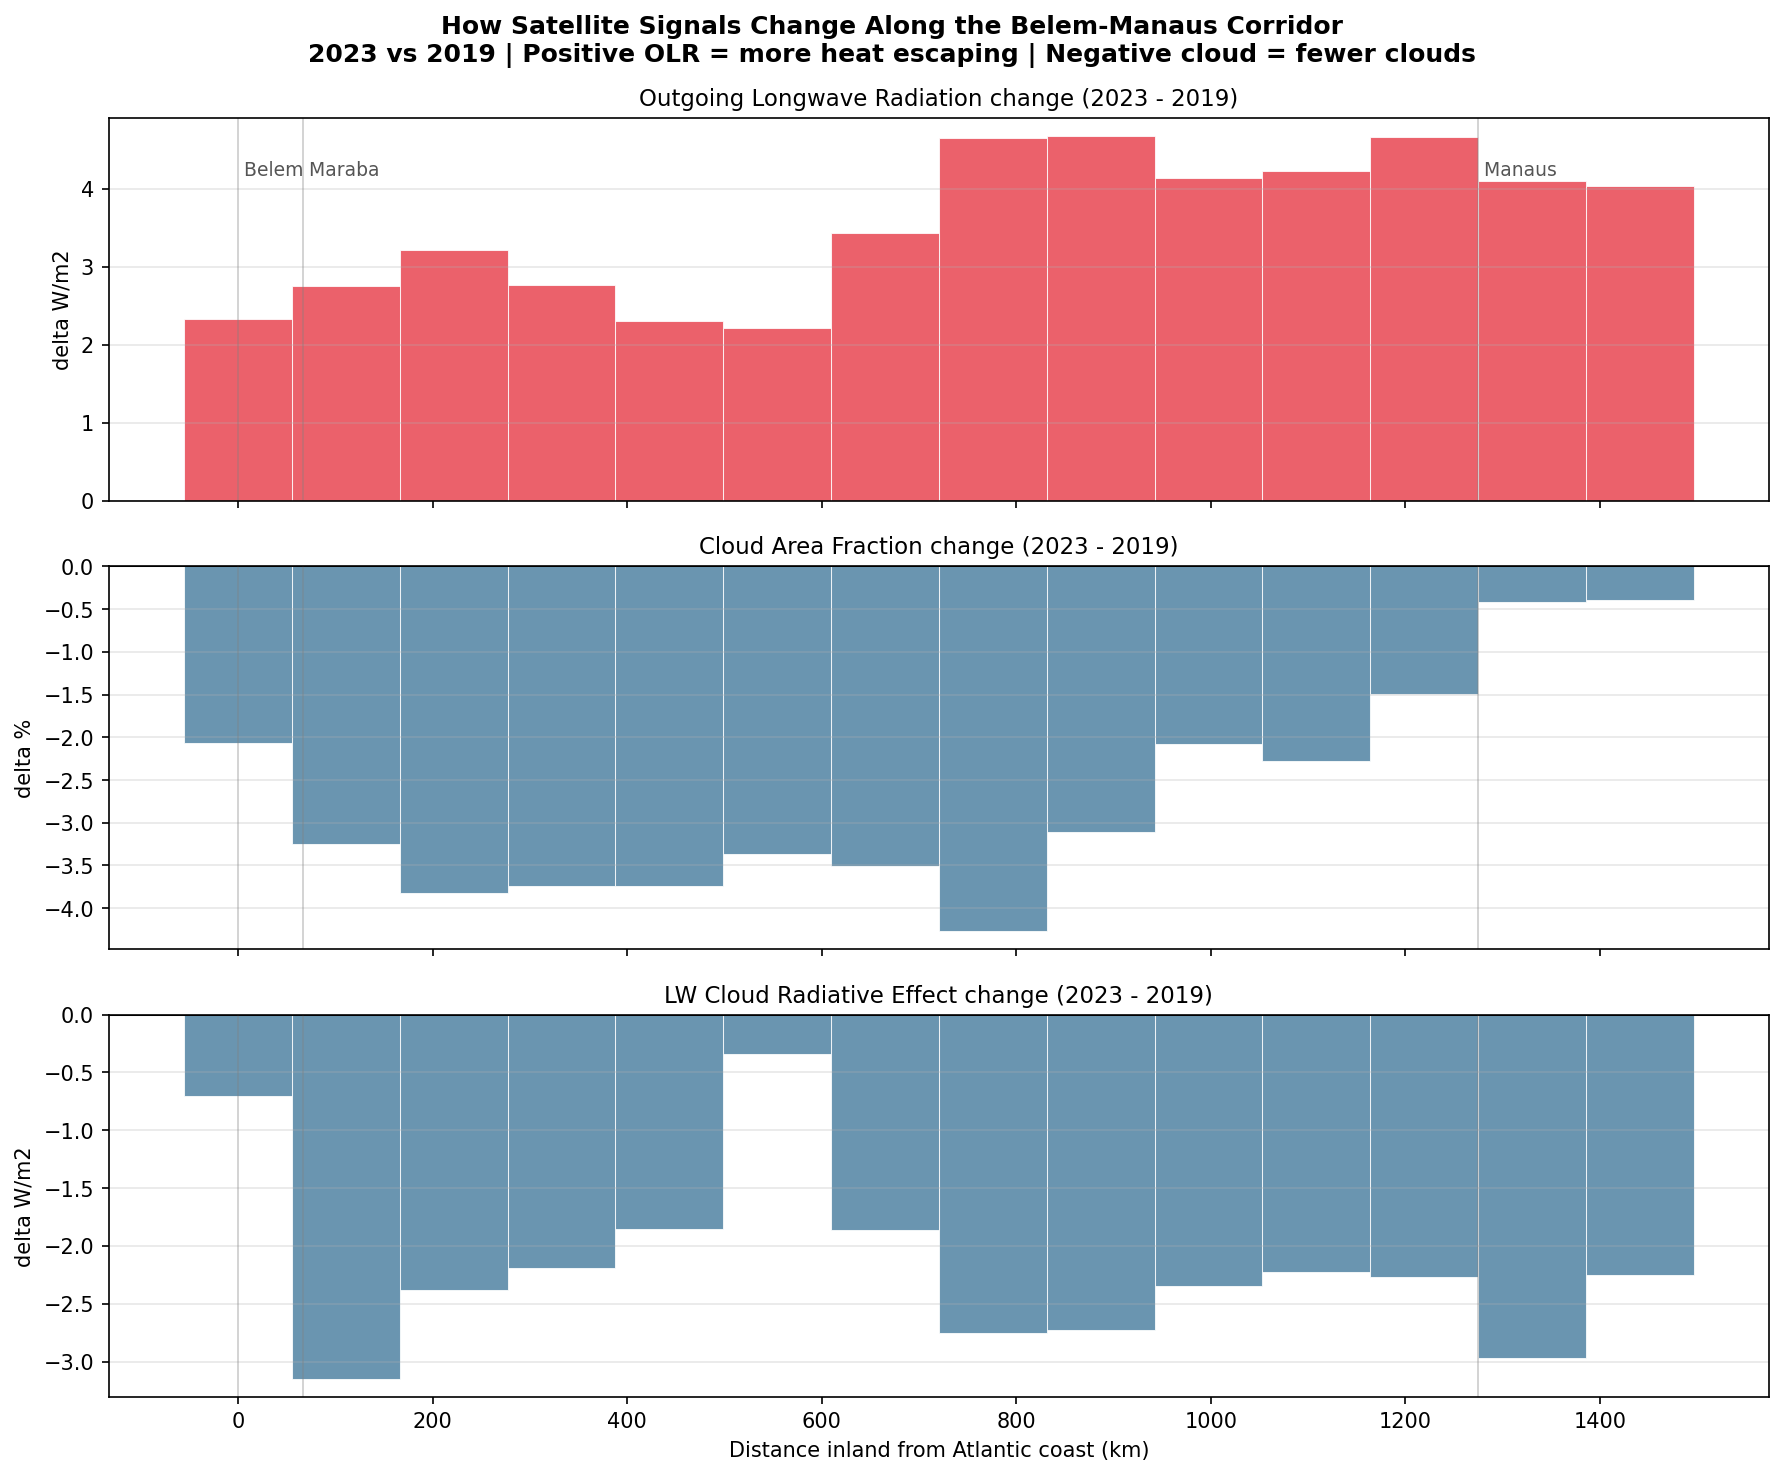 How Satellite Signals Change Along the Belem-Manaus Corridor
2023 vs 2019 | Positive OLR = more heat escaping | Negative cloud = fewer clouds
Outgoing Longwave Radiation change (2023 - 2019)
Belem Maraba
Manaus
4
3
2
1
0
delta W/m2
Cloud Area Fraction change (2023 - 2019)
0.0
−0.5
−1.0
−1.5
−2.0
−2.5
−3.0
−3.5
−4.0
delta %
LW Cloud Radiative Effect change (2023 - 2019)
0.0
−0.5
−1.0
−1.5
−2.0
−2.5
−3.0
delta W/m2
0 200 400 600 800 1000 1200 1400
Distance inland from Atlantic coast (km)